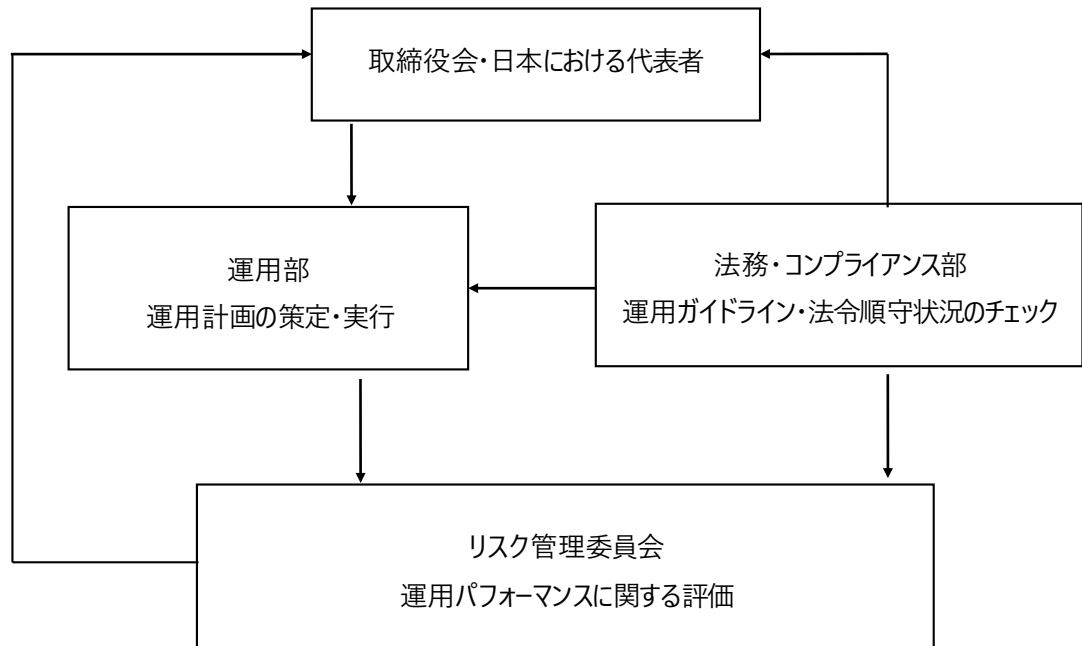 取締役会・日本における代表者
運用部
運用計画の策定・実行
法務・コンプライアンス部
運用ガイドライン・法令順守状況のチェック
リスク管理委員会
運用パフォーマンスに関する評価